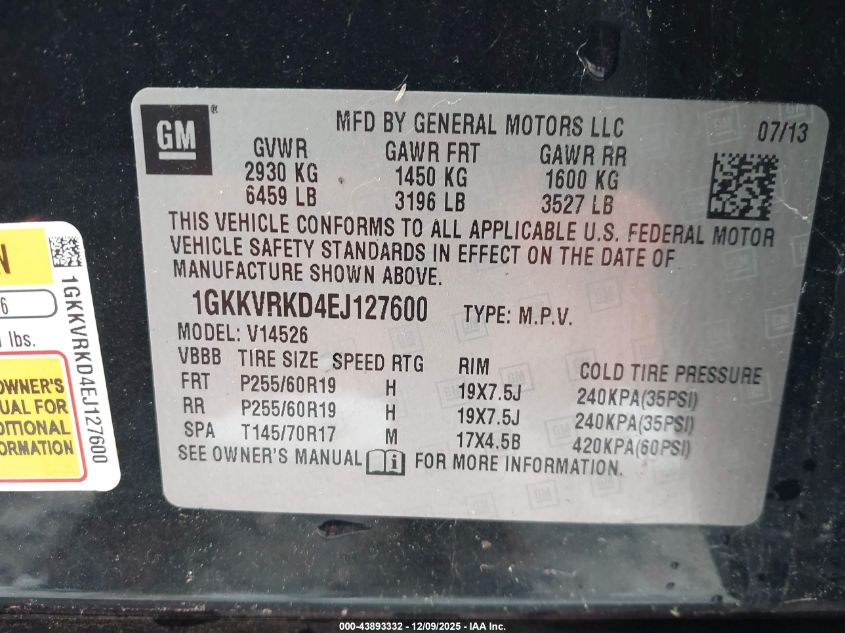 GM
®
MFD BY GENERAL MOTORS LLC
07/13
GVWR GAWR FRT GAWR RR
2930 KG 1450 KG 1600 KG
6459 LB 3196 LB 3527 LB
THIS VEHICLE CONFORMS TO ALL APPLICABLE U.S. FEDERAL MOTOR
VEHICLE SAFETY STANDARDS IN EFFECT ON THE DATE OF
MANUFACTURE SHOWN ABOVE.
1GKKVRKD4EJ127600 TYPE: M.P.V.
MODEL: V14526
VBBB TIRE SIZE SPEED RTG RIM COLD TIRE PRESSURE
FRT P255/60R19 H 19X7.5J 240KPA(35PSI)
RR P255/60R19 H 19X7.5J 240KPA(35PSI)
SPA T145/70R17 M 17X4.5B 420KPA(60PSI)
SEE OWNER'S MANUAL i FOR MORE INFORMATION.
N
6
lbs.
OWNER'S
UAL FOR
DITIONAL
ORMATION
1GKKVRKD4EJ127600
000-43893332 - 12/09/2025 - IAA Inc.